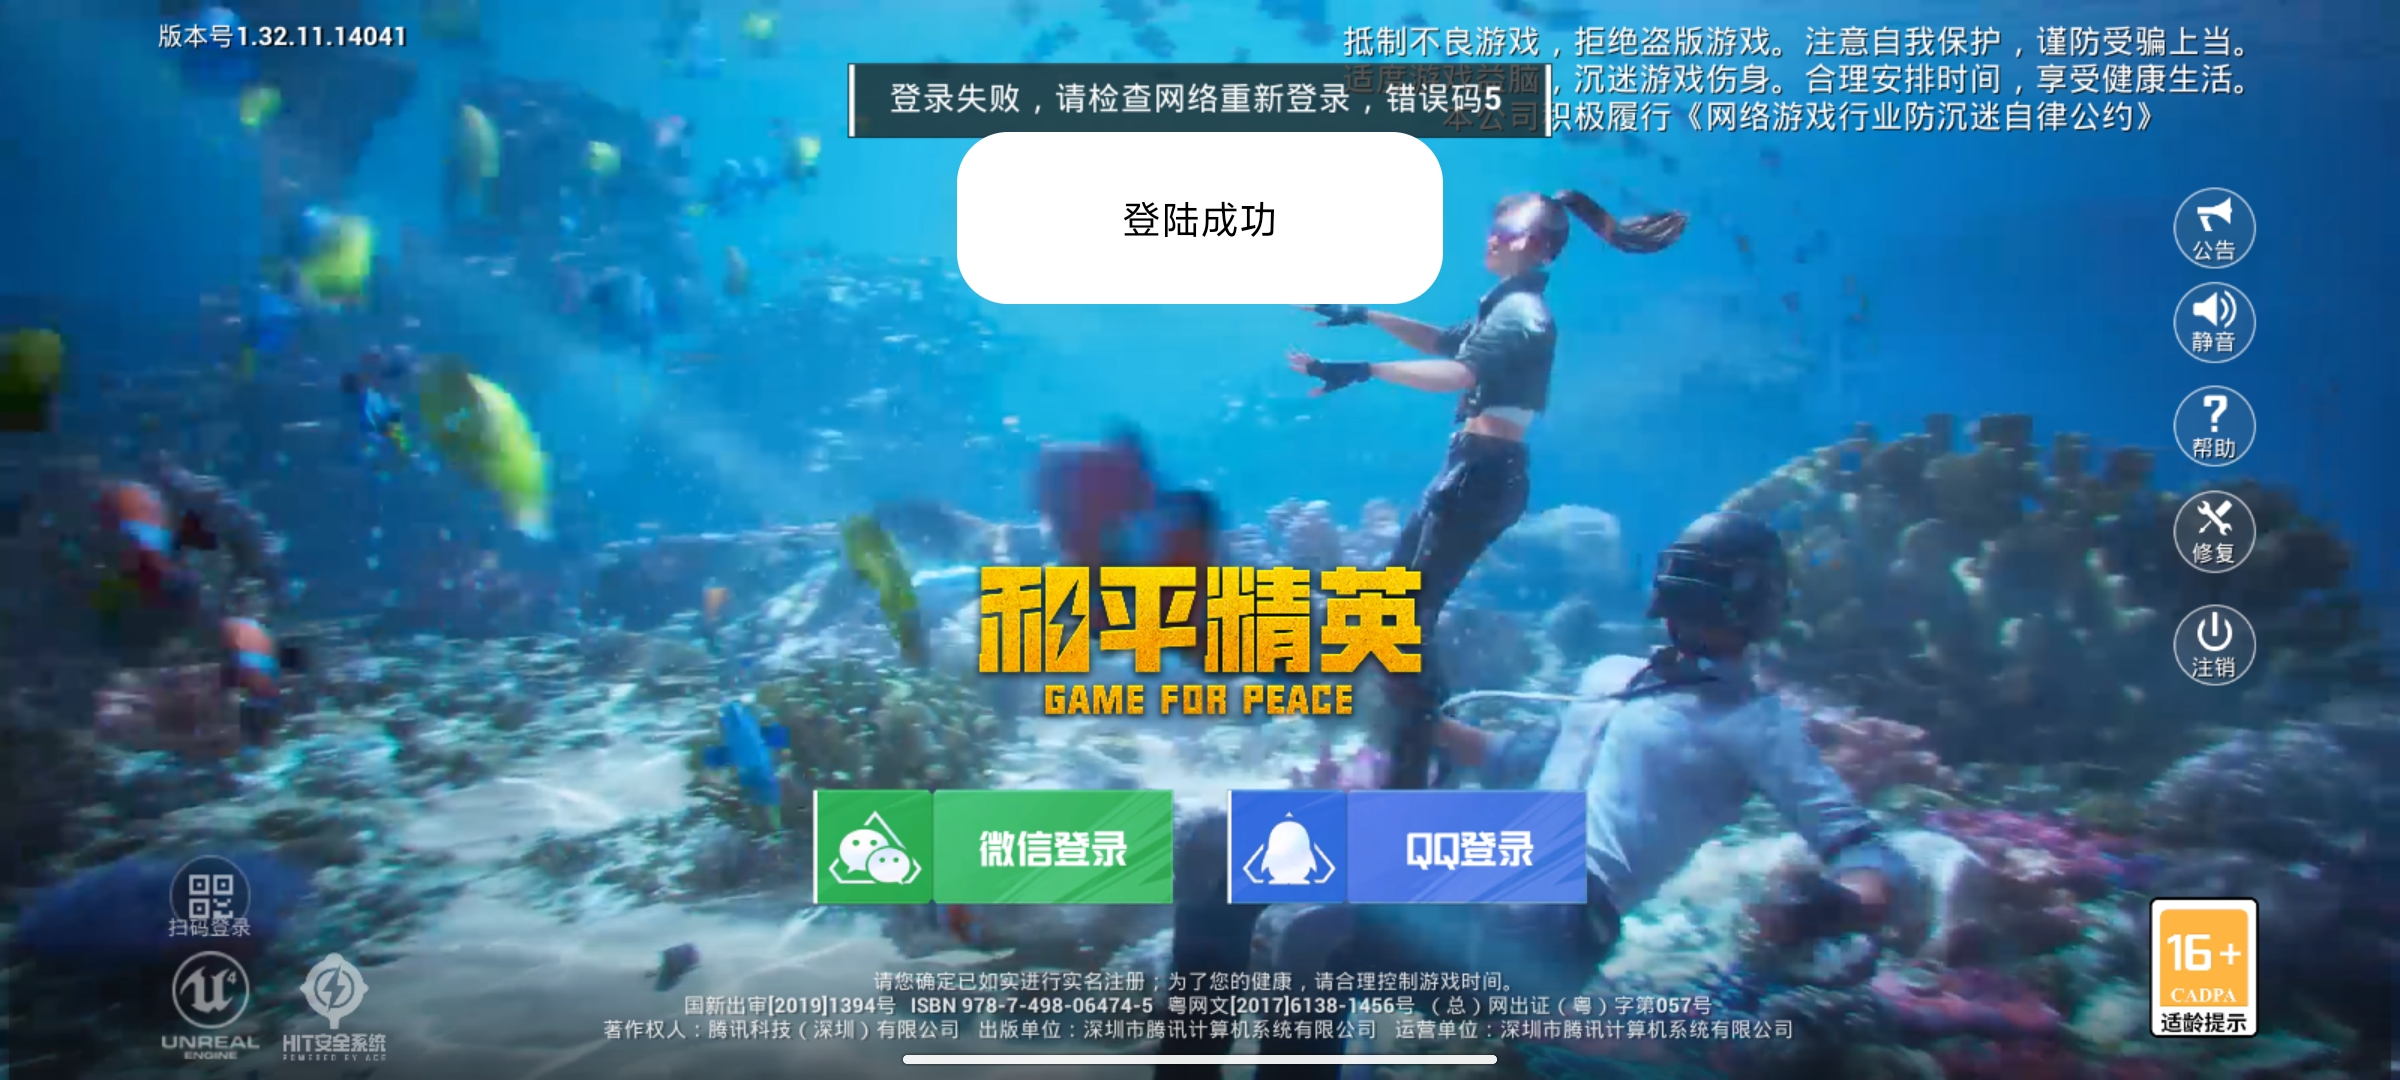 版本号1.32.11.14041
抵制不良游戏，拒绝盗版游戏。注意自我保护，谨防受骗上当。
适度游戏益脑，沉迷游戏伤身。合理安排时间，享受健康生活。
本公司积极履行《网络游戏行业防沉迷自律公约》
登录失败，请检查网络重新登录，错误码5
登陆成功
公告
静音
帮助
修复
注销
和平精英
GAME FOR PEACE
微信登录
QQ登录
扫码登录
UNREAL
ENGINE
HIT安全系统
POWERED BY ACE
请您确定已如实进行实名注册；为了您的健康，请合理控制游戏时间。
国新出审[2019]1394号 ISBN 978-7-498-06474-5 粤网文[2017]6138-1456号 （总）网出证（粤）字第057号
著作权人：腾讯科技（深圳）有限公司 出版单位：深圳市腾讯计算机系统有限公司 运营单位：深圳市腾讯计算机系统有限公司
16+
CADPA
适龄提示